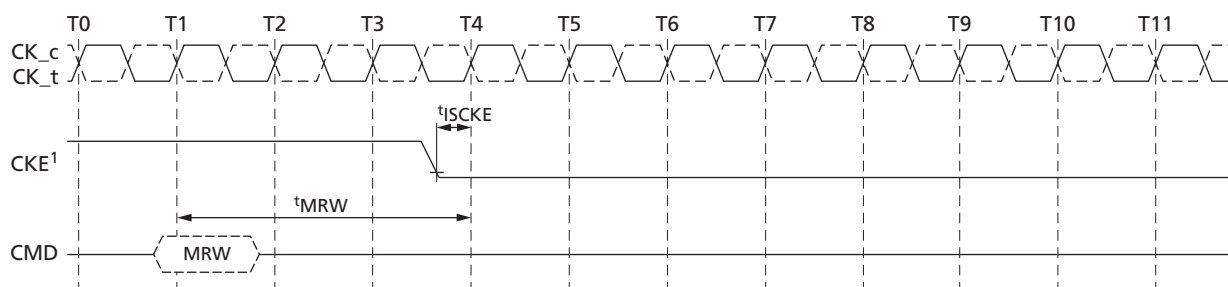 T0 T1 T2 T3 T4 T5 T6 T7 T8 T9 T10 T11
CK_c
CK_t
tISCKE
CKE1
tMRW
CMD MRW